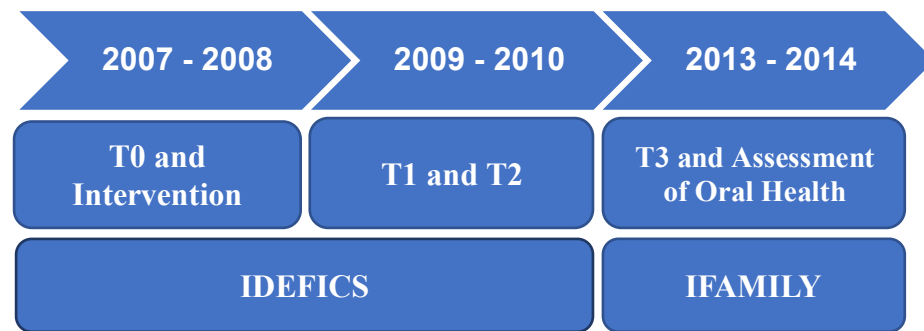 2007 - 2008
2009 - 2010
2013 - 2014
T0 and
Intervention
T1 and T2
T3 and Assessment
of Oral Health
IDEFICS
IFAMILY